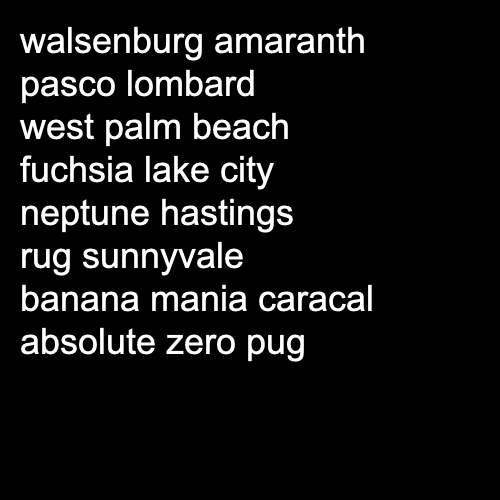 walsenburg amaranth
pasco lombard
west palm beach
fuchsia lake city
neptune hastings
rug sunnyvale
banana mania caracal
absolute zero pug